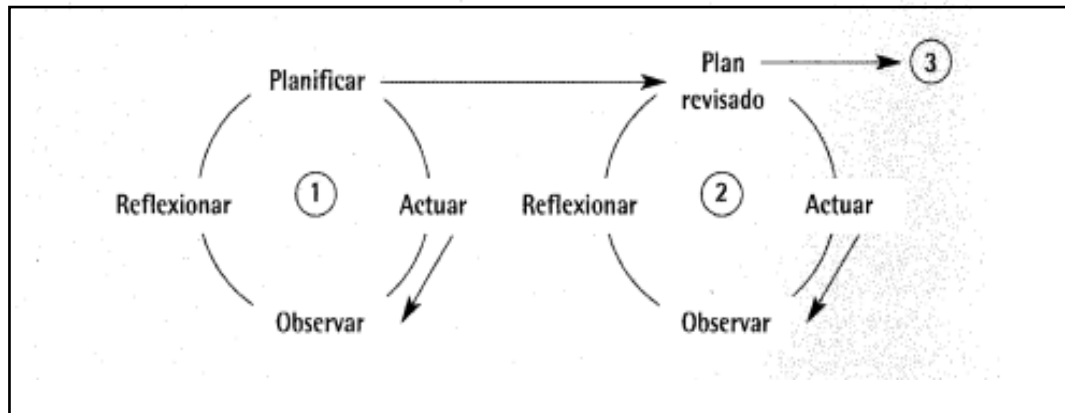 Planificar
Plan
revisado
3
Reflexionar
1
Actuar
Reflexionar
2
Actuar
Observar
Observar